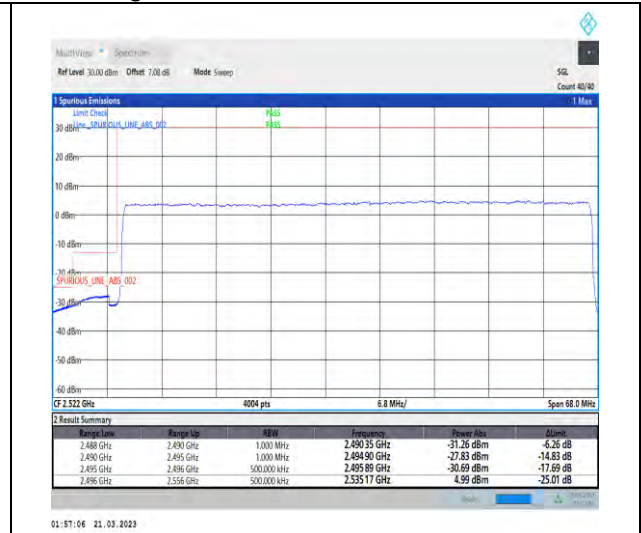 MultiView Spectrum
Ref Level 30.00 dBm Offset 7.08 dB Mode Sweep SGL
Count 40/40
1 Spurious Emissions 1 Max
Limit Check PASS
30 dBm Line _SPURIOUS_LINE_ABS_002 PASS
20 dBm
10 dBm
0 dBm
-10 dBm
-20 dBm
_SPURIOUS_LINE_ABS_002
-30 dBm
-40 dBm
-50 dBm
-60 dBm
CF 2.522 GHz 4004 pts 6.8 MHz/ Span 68.0 MHz
2 Result Summary
Range Low Range Up RBW Frequency Power Abs ΔLimit
2.488 GHz 2.490 GHz 1.000 MHz 2.490 35 GHz -31.26 dBm -6.26 dB
2.490 GHz 2.495 GHz 1.000 MHz 2.494 90 GHz -27.83 dBm -14.83 dB
2.495 GHz 2.496 GHz 500.000 kHz 2.495 89 GHz -30.69 dBm -17.69 dB
2.496 GHz 2.556 GHz 500.000 kHz 2.535 17 GHz 4.99 dBm -25.01 dB
01:57:06 21.03.2023